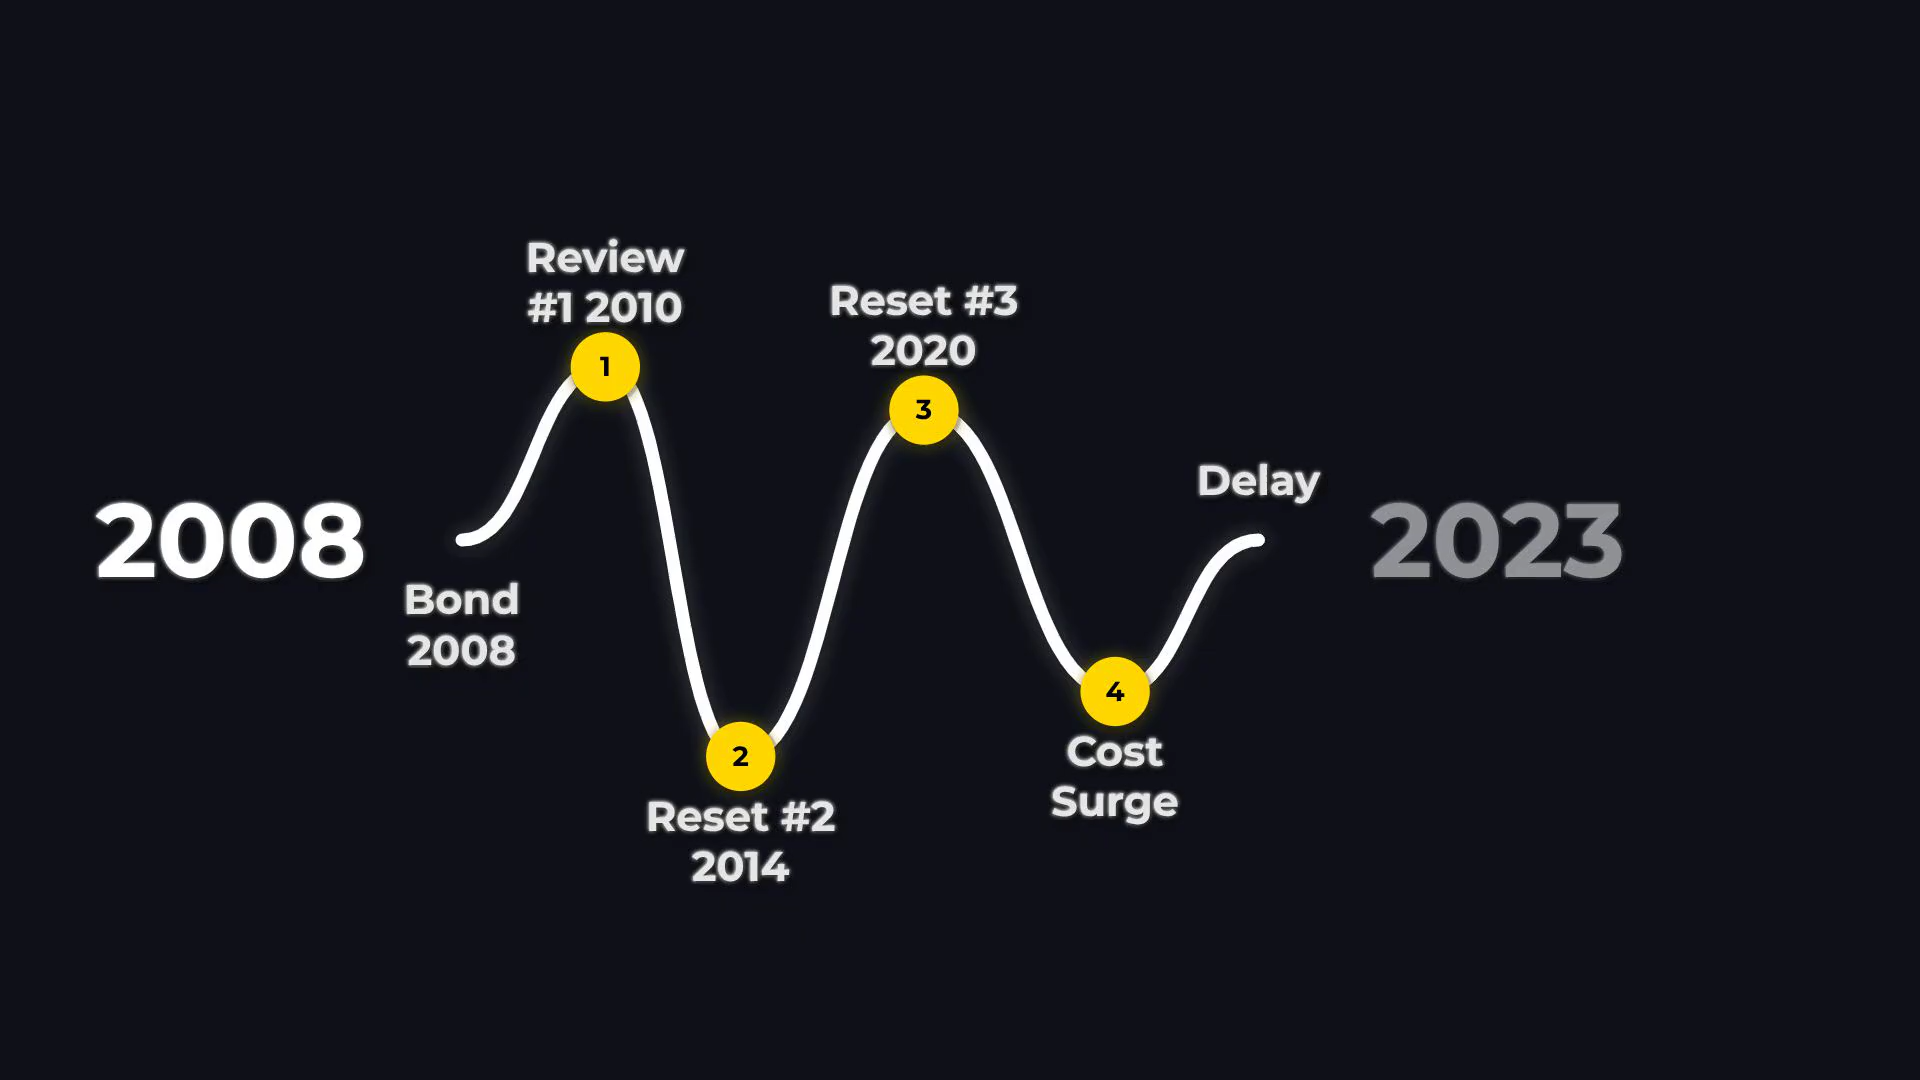 2008
Bond
2008
Review
#1 2010
1
2
Reset #2
2014
Reset #3
2020
3
4
Cost
Surge
Delay
2023